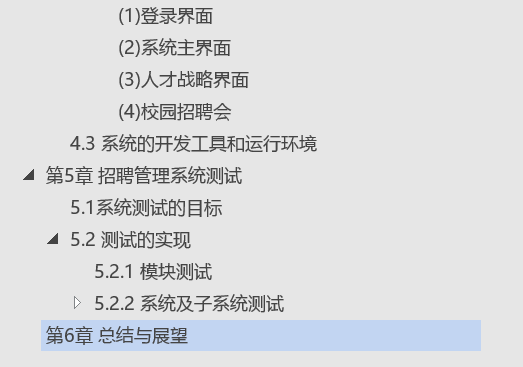 (1)登录界面
(2)系统主界面
(3)人才战略界面
(4)校园招聘会
4.3 系统的开发工具和运行环境
第5章 招聘管理系统测试
5.1系统测试的目标
5.2 测试的实现
5.2.1 模块测试
5.2.2 系统及子系统测试
第6章 总结与展望